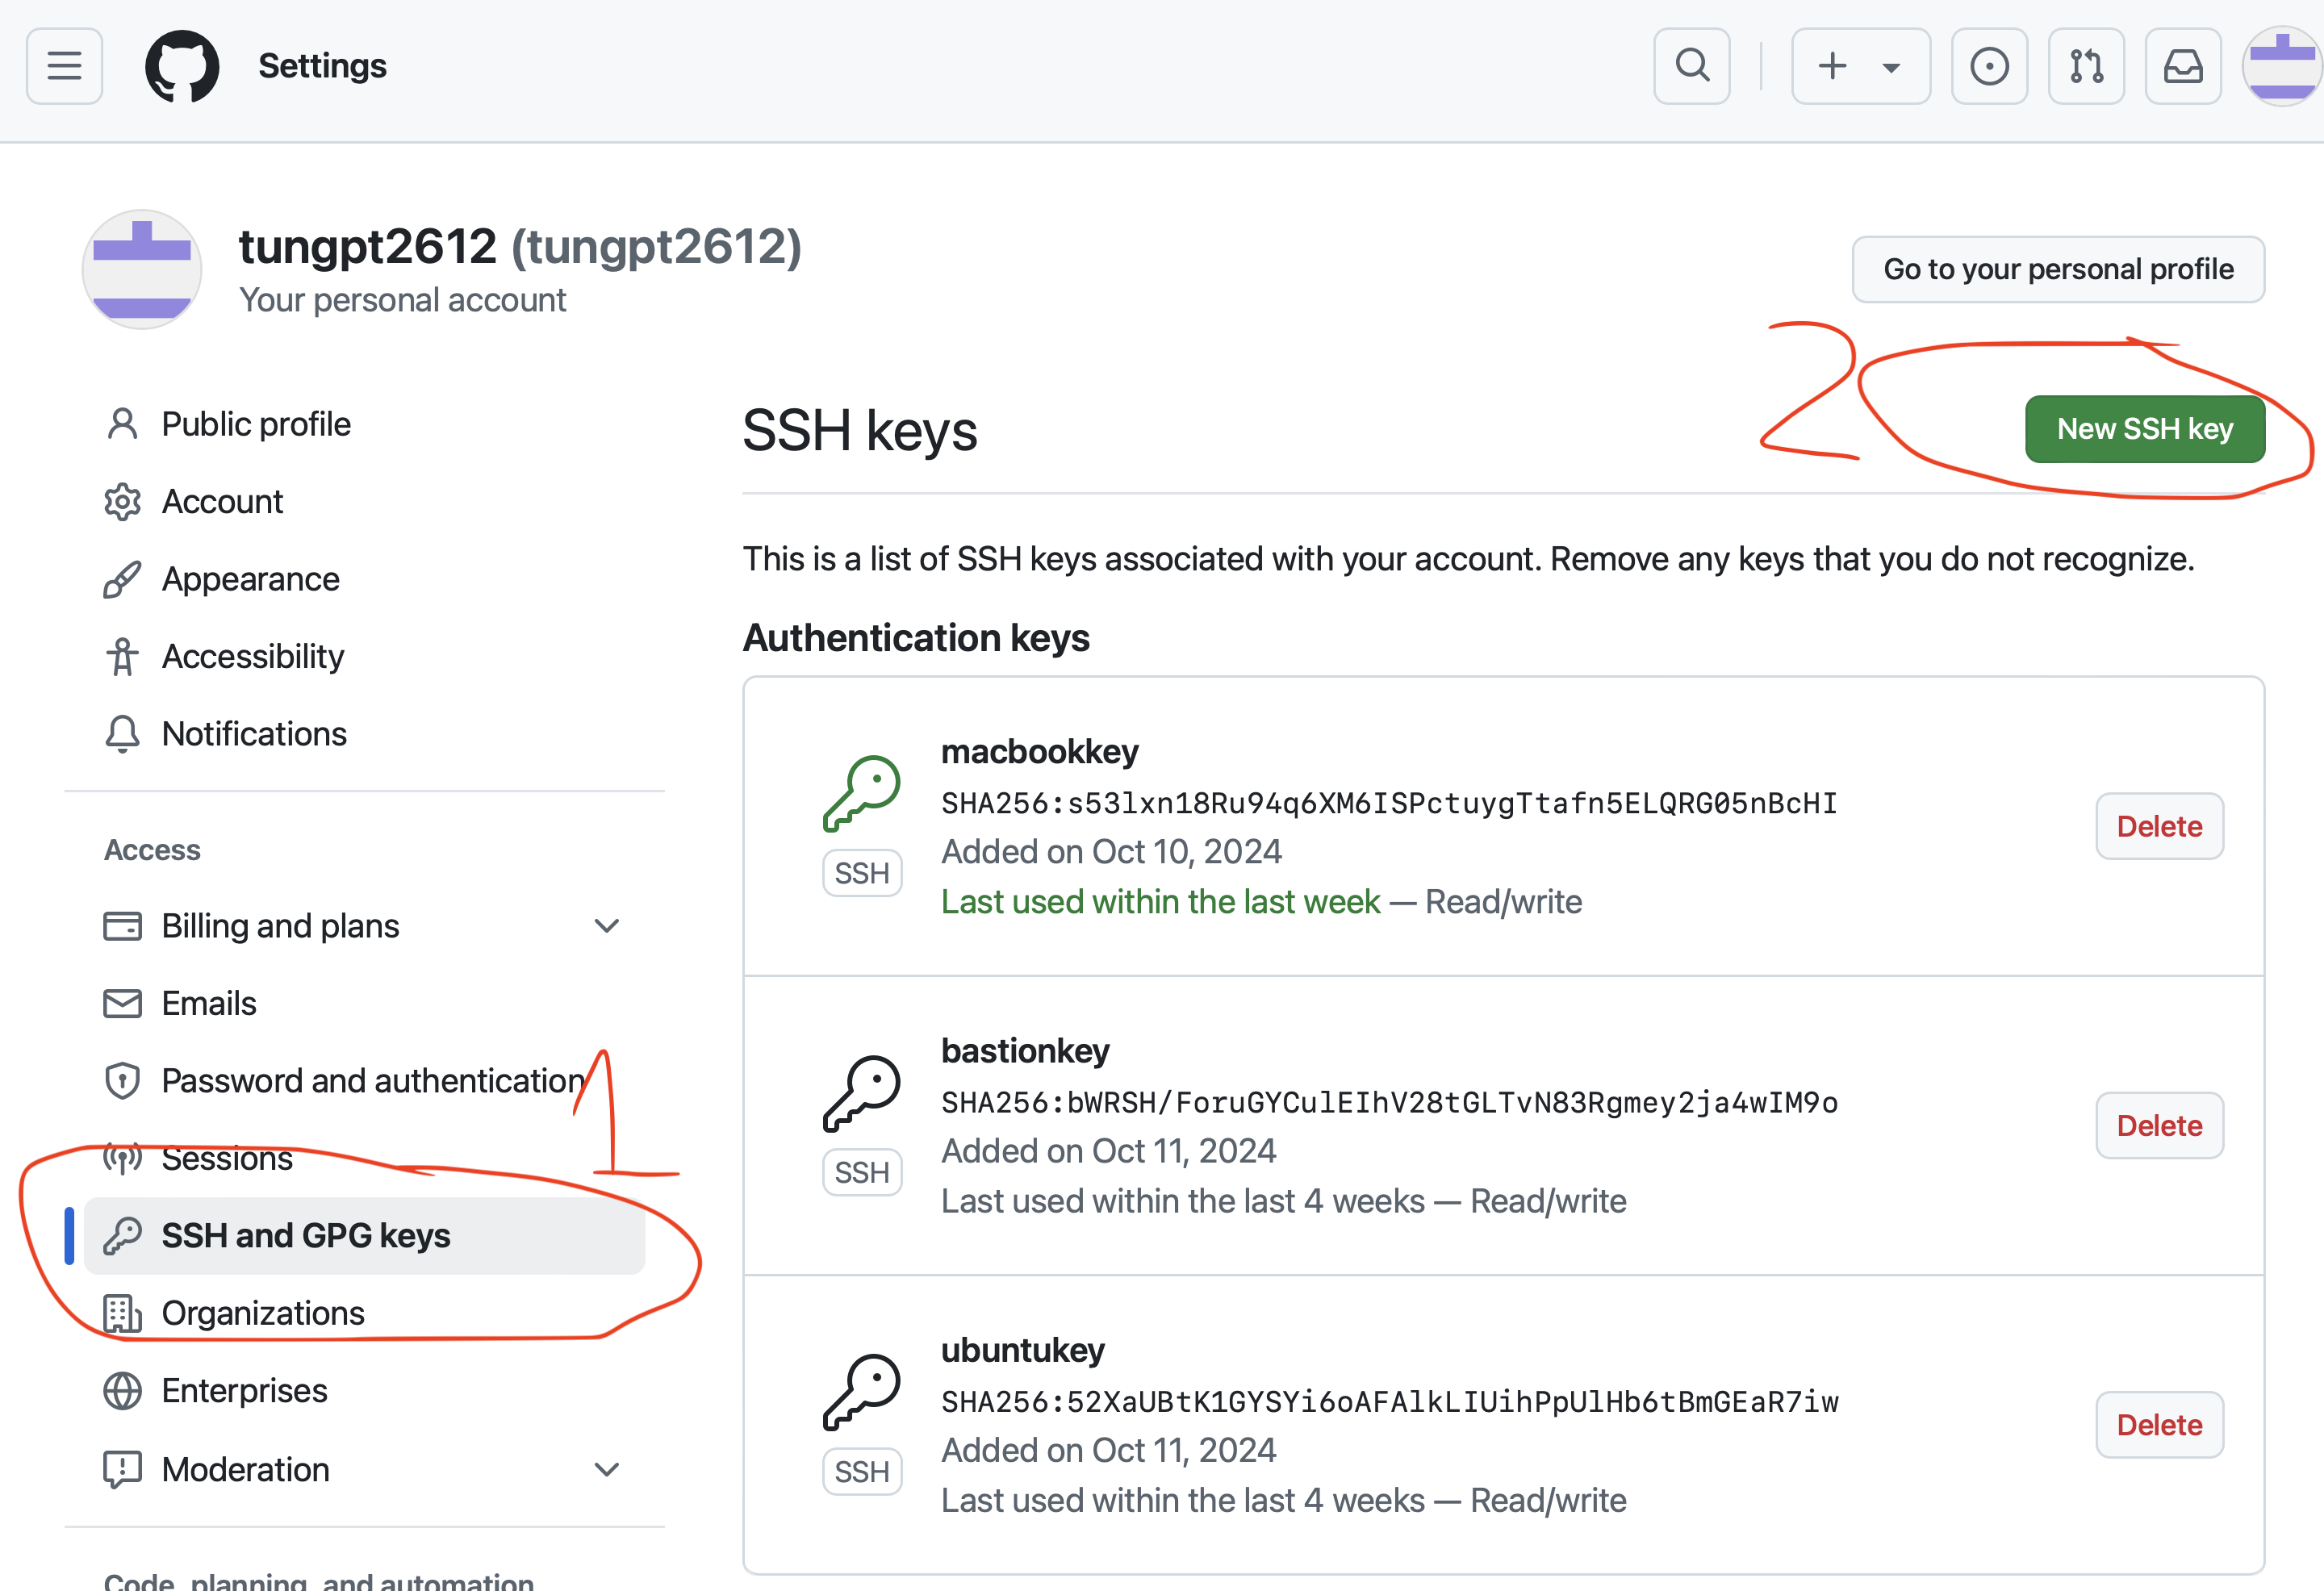 Settings
tungpt2612 (tungpt2612)
Your personal account
Go to your personal profile
2
Public profile
Account
Appearance
Accessibility
Notifications
Access
Billing and plans
Emails
Password and authentication
1
Sessions
SSH and GPG keys
Organizations
Enterprises
Moderation
Code, planning, and automation
SSH keys
New SSH key
This is a list of SSH keys associated with your account. Remove any keys that you do not recognize.
Authentication keys
macbookkey
SHA256:s53lxn18Ru94q6XM6ISPctuygTtafn5ELQRG05nBcHI
Added on Oct 10, 2024
Last used within the last week — Read/write
SSH
Delete
bastionkey
SHA256:bWRSH/ForuGYCulEIhV28tGLTvN83Rgmey2ja4wIM9o
Added on Oct 11, 2024
Last used within the last 4 weeks — Read/write
SSH
Delete
ubuntukey
SHA256:52XaUBtK1GYSYi6oAFAlkLIUihPpUlHb6tBmGEaR7iw
Added on Oct 11, 2024
Last used within the last 4 weeks — Read/write
SSH
Delete